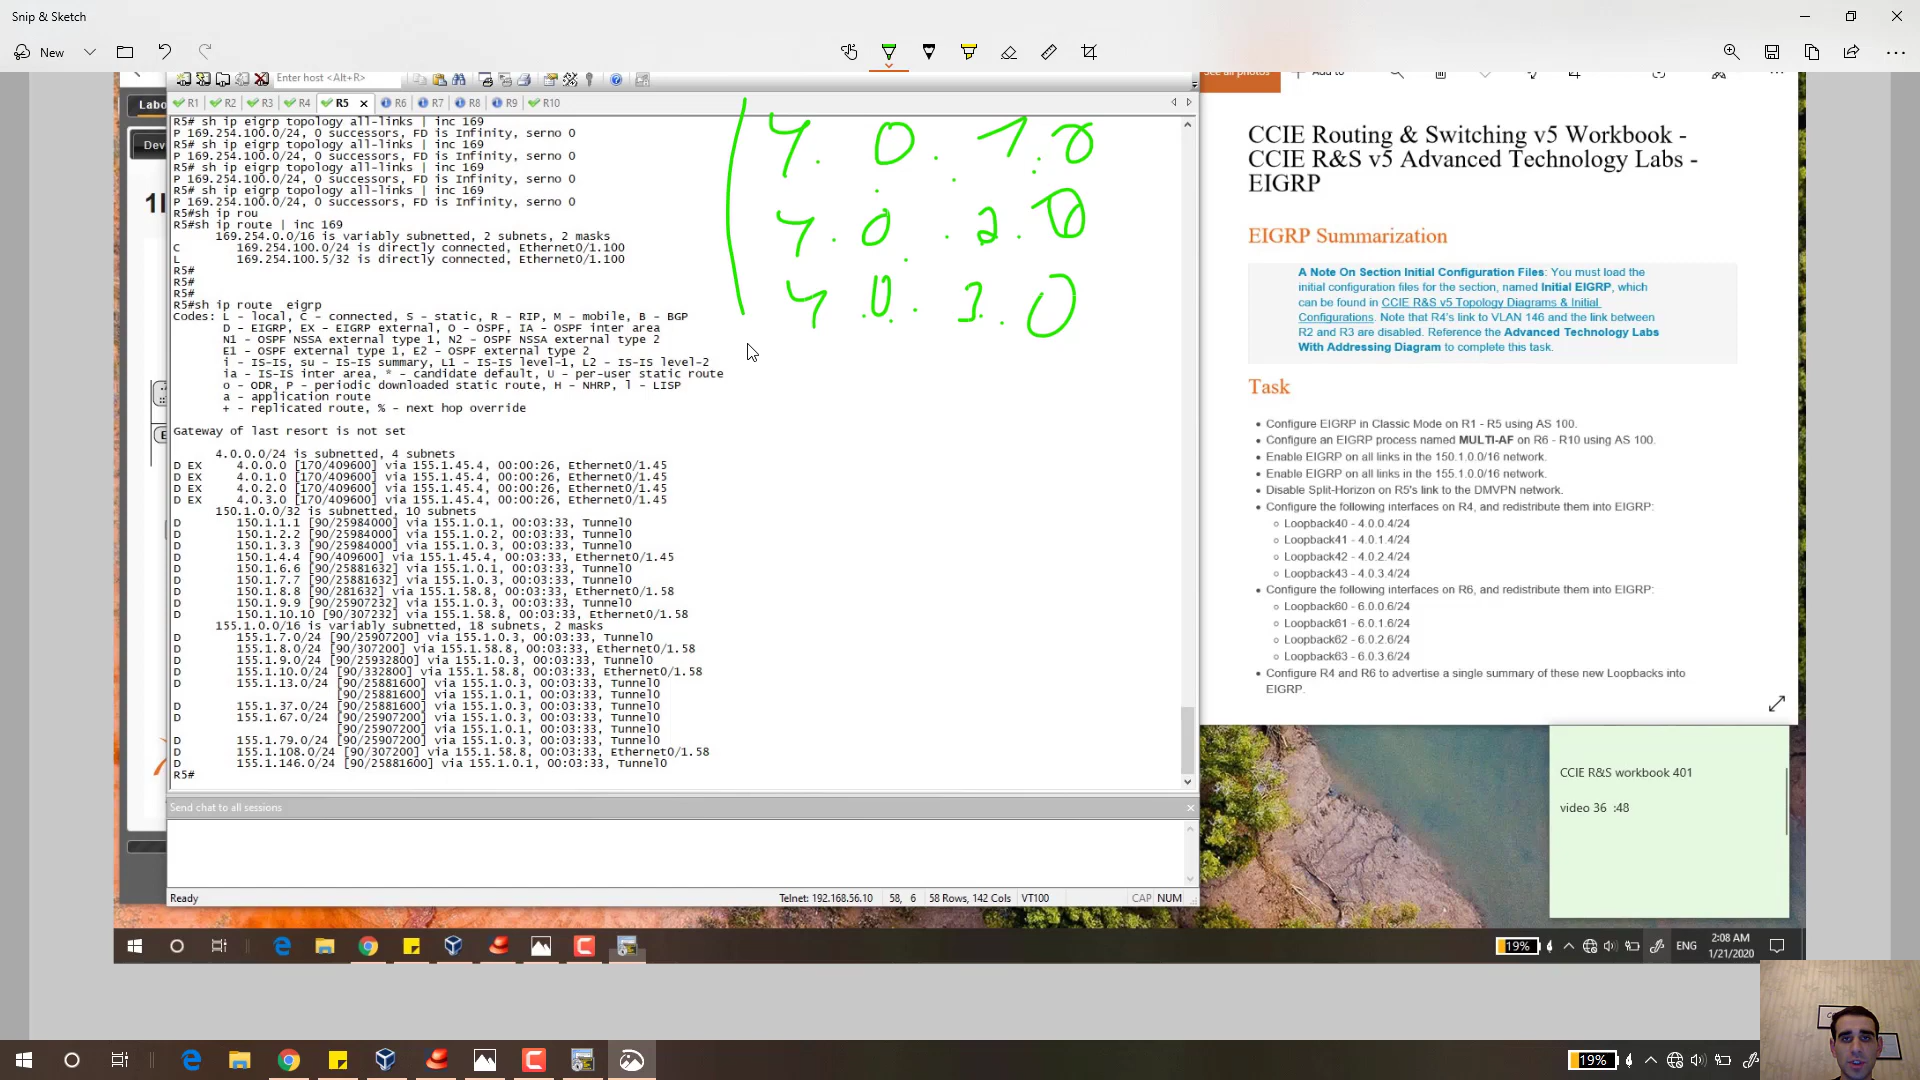 Snip & Sketch
New
Enter host <Alt+R>
See all photos
Add to
Labo
Dev
R1 R2 R3 R4 R5 R6 R7 R8 R9 R10
R5# sh ip eigrp topology all-links | inc 169
P 169.254.100.0/24, 0 successors, FD is Infinity, serno 0
R5# sh ip eigrp topology all-links | inc 169
P 169.254.100.0/24, 0 successors, FD is Infinity, serno 0
R5# sh ip eigrp topology all-links | inc 169
P 169.254.100.0/24, 0 successors, FD is Infinity, serno 0
R5# sh ip eigrp topology all-links | inc 169
P 169.254.100.0/24, 0 successors, FD is Infinity, serno 0
R5#sh ip rou
R5#sh ip route | inc 169
169.254.0.0/16 is variably subnetted, 2 subnets, 2 masks
C 169.254.100.0/24 is directly connected, Ethernet0/1.100
L 169.254.100.5/32 is directly connected, Ethernet0/1.100
R5#
R5#
R5#
R5#sh ip route eigrp
Codes: L - local, C - connected, S - static, R - RIP, M - mobile, B - BGP
D - EIGRP, EX - EIGRP external, O - OSPF, IA - OSPF inter area
N1 - OSPF NSSA external type 1, N2 - OSPF NSSA external type 2
E1 - OSPF external type 1, E2 - OSPF external type 2
i - IS-IS, su - IS-IS summary, L1 - IS-IS level-1, L2 - IS-IS level-2
ia - IS-IS inter area, * - candidate default, U - per-user static route
o - ODR, P - periodic downloaded static route, H - NHRP, l - LISP
a - application route
+ - replicated route, % - next hop override
Gateway of last resort is not set
4.0.0.0/24 is subnetted, 4 subnets
D EX 4.0.0.0 [170/409600] via 155.1.45.4, 00:00:26, Ethernet0/1.45
D EX 4.0.1.0 [170/409600] via 155.1.45.4, 00:00:26, Ethernet0/1.45
D EX 4.0.2.0 [170/409600] via 155.1.45.4, 00:00:26, Ethernet0/1.45
D EX 4.0.3.0 [170/409600] via 155.1.45.4, 00:00:26, Ethernet0/1.45
150.1.0.0/32 is subnetted, 10 subnets
D 150.1.1.1 [90/25984000] via 155.1.0.1, 00:03:33, Tunnel0
D 150.1.2.2 [90/25984000] via 155.1.0.2, 00:03:33, Tunnel0
D 150.1.3.3 [90/25984000] via 155.1.0.3, 00:03:33, Tunnel0
D 150.1.4.4 [90/409600] via 155.1.45.4, 00:03:33, Ethernet0/1.45
D 150.1.6.6 [90/25881632] via 155.1.0.1, 00:03:33, Tunnel0
D 150.1.7.7 [90/25881632] via 155.1.0.3, 00:03:33, Tunnel0
D 150.1.8.8 [90/281632] via 155.1.58.8, 00:03:33, Ethernet0/1.58
D 150.1.9.9 [90/25907232] via 155.1.0.3, 00:03:33, Tunnel0
D 150.1.10.10 [90/307232] via 155.1.58.8, 00:03:33, Ethernet0/1.58
155.1.0.0/16 is variably subnetted, 18 subnets, 2 masks
D 155.1.7.0/24 [90/25907200] via 155.1.0.3, 00:03:33, Tunnel0
D 155.1.8.0/24 [90/307200] via 155.1.58.8, 00:03:33, Ethernet0/1.58
D 155.1.9.0/24 [90/25932800] via 155.1.0.3, 00:03:33, Tunnel0
D 155.1.10.0/24 [90/332800] via 155.1.58.8, 00:03:33, Ethernet0/1.58
D 155.1.13.0/24 [90/25881600] via 155.1.0.3, 00:03:33, Tunnel0
[90/25881600] via 155.1.0.1, 00:03:33, Tunnel0
D 155.1.37.0/24 [90/25881600] via 155.1.0.3, 00:03:33, Tunnel0
D 155.1.67.0/24 [90/25907200] via 155.1.0.3, 00:03:33, Tunnel0
[90/25907200] via 155.1.0.1, 00:03:33, Tunnel0
D 155.1.79.0/24 [90/25907200] via 155.1.0.3, 00:03:33, Tunnel0
D 155.1.108.0/24 [90/307200] via 155.1.58.8, 00:03:33, Ethernet0/1.58
D 155.1.146.0/24 [90/25881600] via 155.1.0.1, 00:03:33, Tunnel0
R5#
4.0.1.0
4.0.2.0
4.0.3.0
Send chat to all sessions
Ready
Telnet: 192.168.56.10 58, 6 58 Rows, 142 Cols VT100 CAP NUM
CCIE Routing & Switching v5 Workbook -
CCIE R&S v5 Advanced Technology Labs -
EIGRP
EIGRP Summarization
A Note On Section Initial Configuration Files: You must load the
initial configuration files for the section, named Initial EIGRP, which
can be found in CCIE R&S v5 Topology Diagrams & Initial
Configurations. Note that R4's link to VLAN 146 and the link between
R2 and R3 are disabled. Reference the Advanced Technology Labs
With Addressing Diagram to complete this task.
Task
• Configure EIGRP in Classic Mode on R1 - R5 using AS 100.
• Configure an EIGRP process named MULTI-AF on R6 - R10 using AS 100.
• Enable EIGRP on all links in the 150.1.0.0/16 network.
• Enable EIGRP on all links in the 155.1.0.0/16 network.
• Disable Split-Horizon on R5's link to the DMVPN network.
• Configure the following interfaces on R4, and redistribute them into EIGRP:
○ Loopback40 - 4.0.0.4/24
○ Loopback41 - 4.0.1.4/24
○ Loopback42 - 4.0.2.4/24
○ Loopback43 - 4.0.3.4/24
• Configure the following interfaces on R6, and redistribute them into EIGRP:
○ Loopback60 - 6.0.0.6/24
○ Loopback61 - 6.0.1.6/24
○ Loopback62 - 6.0.2.6/24
○ Loopback63 - 6.0.3.6/24
• Configure R4 and R6 to advertise a single summary of these new Loopbacks into
EIGRP.
CCIE R&S workbook 401
video 36 :48
19% ENG 2:08 AM
1/21/2020
19%